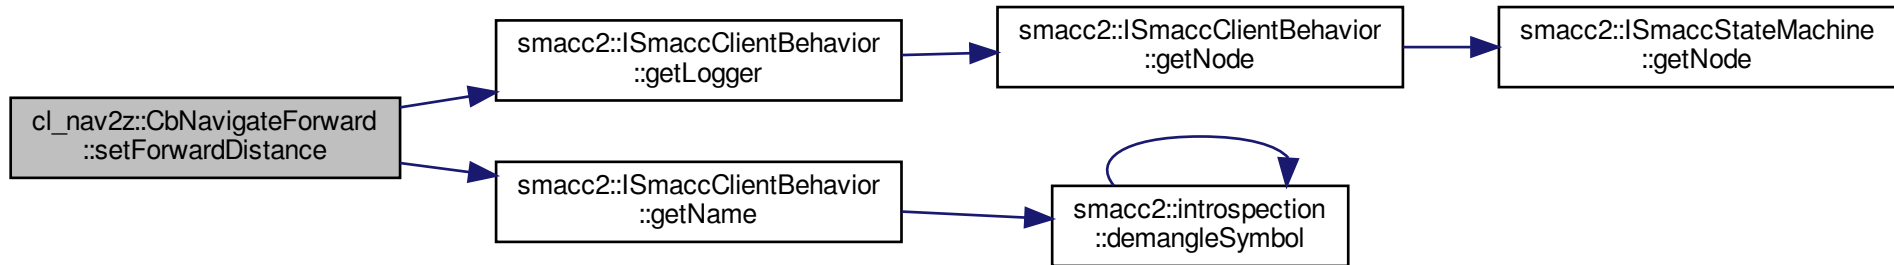 cl_nav2z::CbNavigateForward
::setForwardDistance
smacc2::ISmaccClientBehavior
::getLogger
smacc2::ISmaccClientBehavior
::getNode
smacc2::ISmaccStateMachine
::getNode
smacc2::ISmaccClientBehavior
::getName
smacc2::introspection
::demangleSymbol